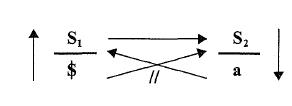 S₁ S₂
$ a
//